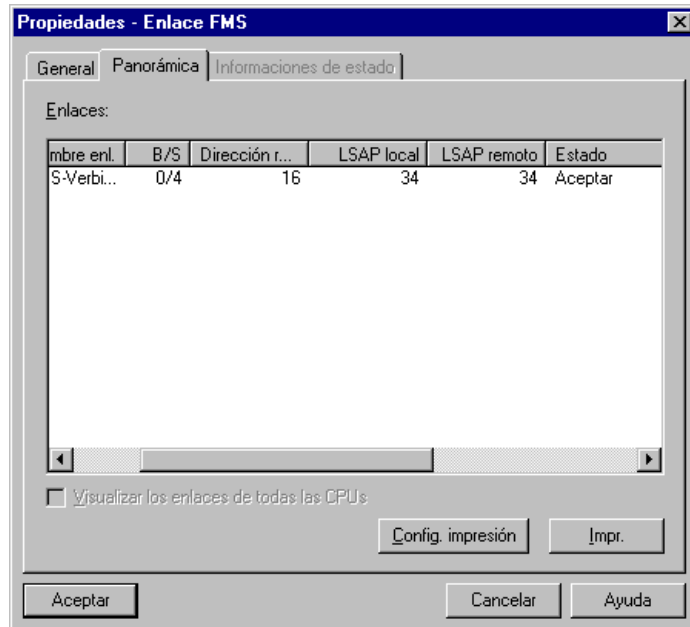 Propiedades - Enlace FMS
General Panorámica Informaciones de estado
Enlaces:
mbre enl. B/S Dirección r... LSAP local LSAP remoto Estado
S-Verbi... 0/4 16 34 34 Aceptar
Visualizar los enlaces de todas las CPUs
Config. impresión Impr.
Aceptar Cancelar Ayuda